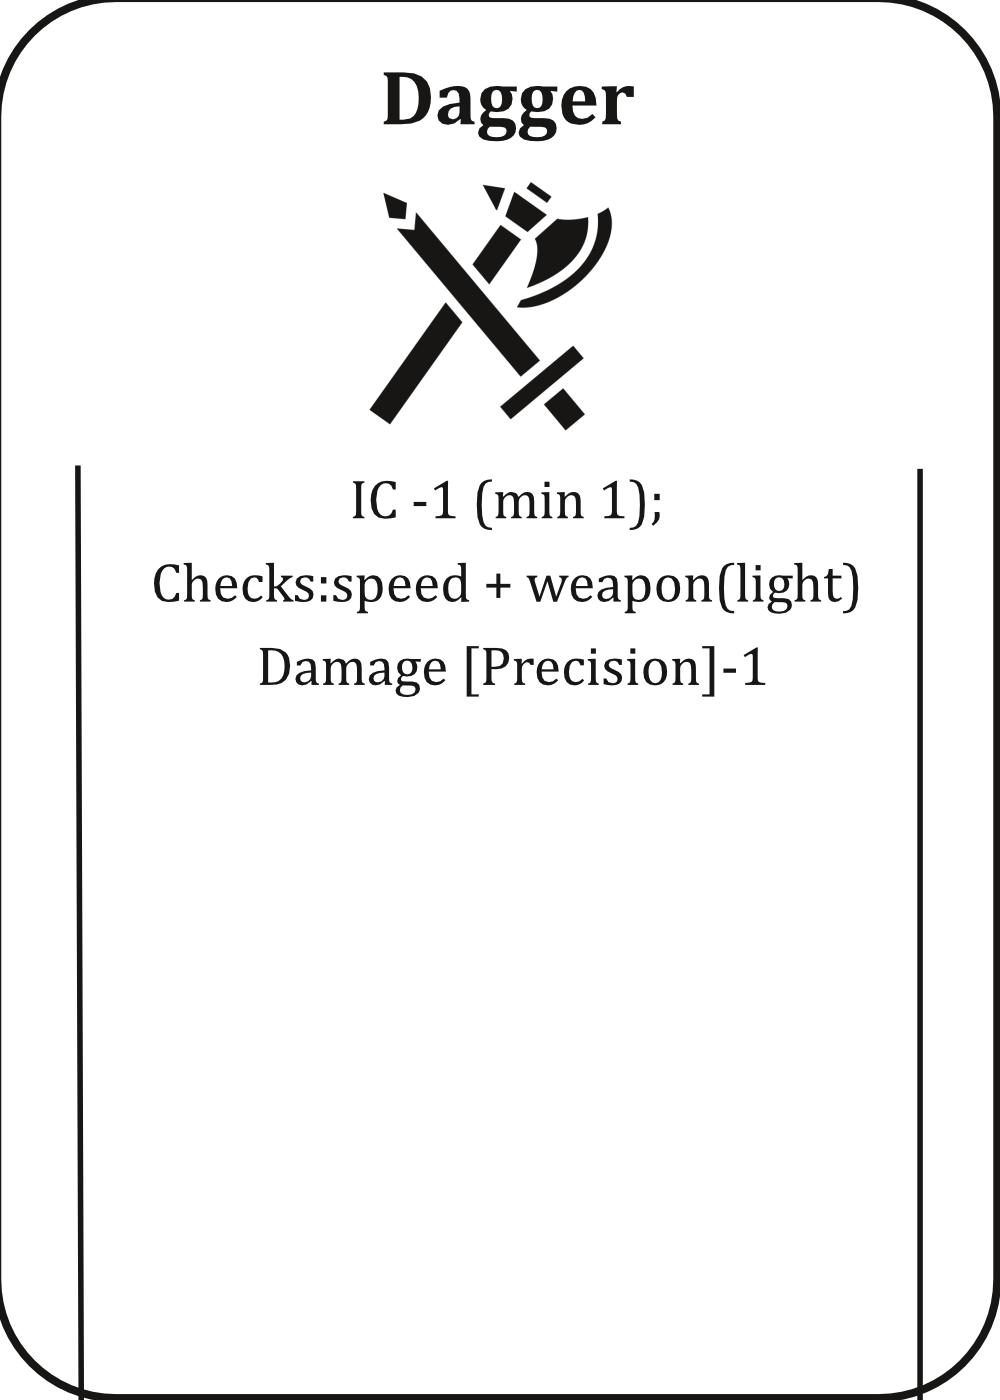 Dagger
IC -1 (min 1);
Checks:speed + weapon(light)
Damage [Precision]-1